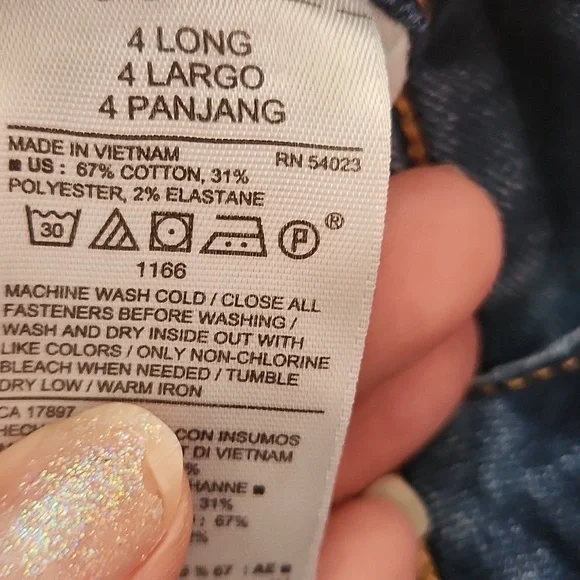 4 LONG
4 LARGO
4 PANJANG
MADE IN VIETNAM RN 54023
■ US : 67% COTTON, 31%
POLYESTER, 2% ELASTANE
30 P ®
1166
MACHINE WASH COLD / CLOSE ALL
FASTENERS BEFORE WASHING /
WASH AND DRY INSIDE OUT WITH
LIKE COLORS / ONLY NON-CHLORINE
BLEACH WHEN NEEDED / TUMBLE
DRY LOW / WARM IRON
CA 17897
CON INSUMOS
DI VIETNAM
%
31%
: 67%